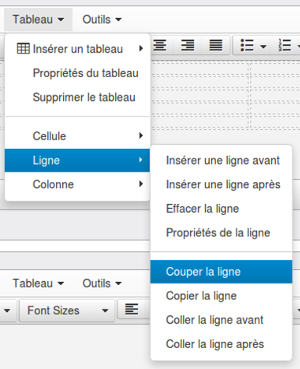 Tableau Outils
Insérer un tableau
Propriétés du tableau
Supprimer le tableau
Cellule
Ligne
Colonne
Insérer une ligne avant
Insérer une ligne après
Effacer la ligne
Propriétés de la ligne
Couper la ligne
Copier la ligne
Coller la ligne avant
Coller la ligne après
Tableau Outils
Font Sizes